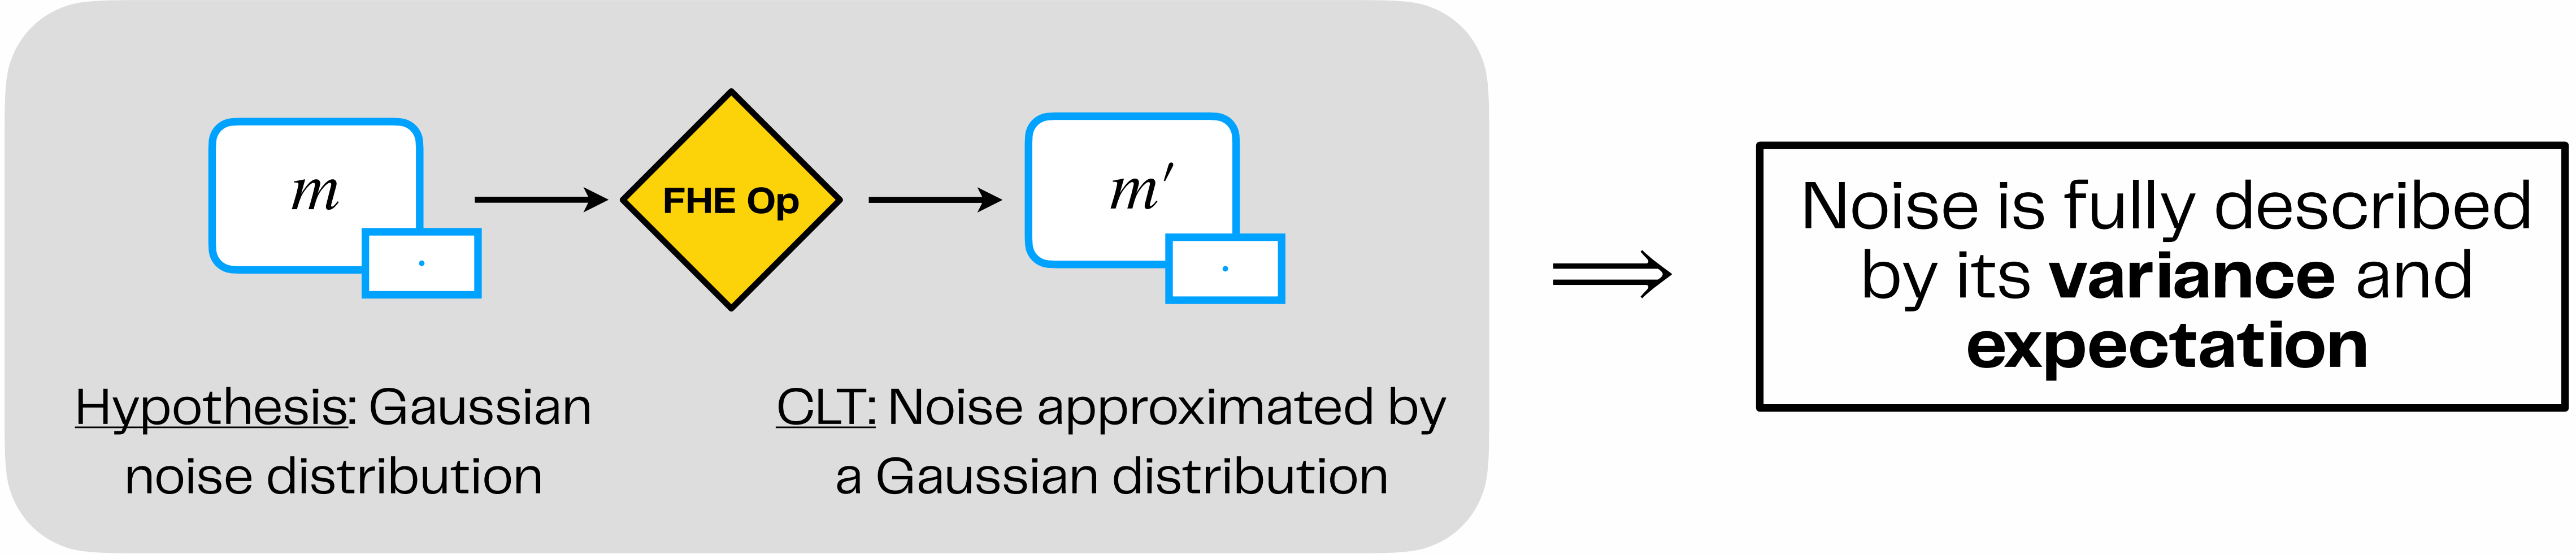 m
FHE Op
m′
Hypothesis: Gaussian
noise distribution
CLT: Noise approximated by
a Gaussian distribution
⟹
Noise is fully described
by its variance and
expectation